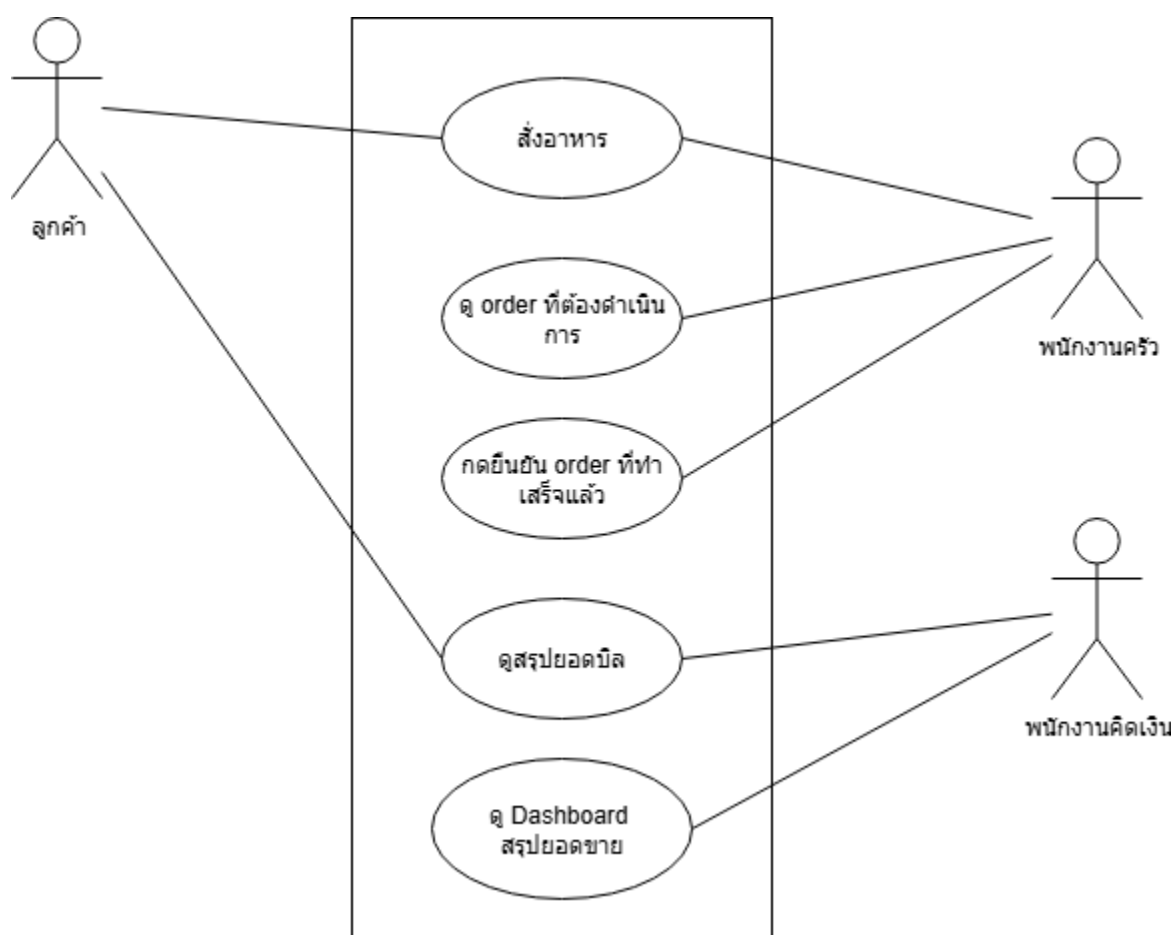 สั่งอาหาร
ลูกค้า
ดู order ที่ต้องดำเนิน
การ
พนักงานครัว
กดยืนยัน order ที่ทำ
เสร็จแล้ว
ดูสรุปยอดบิล
พนักงานคิดเงิน
ดู Dashboard
สรุปยอดขาย